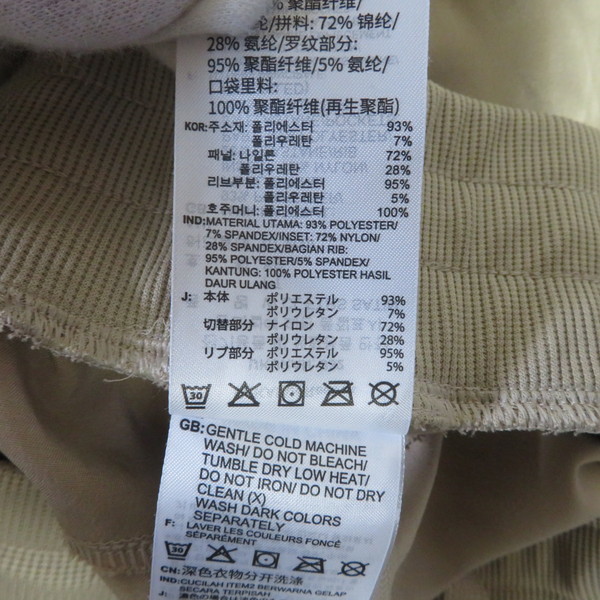 % 聚酯纤维/
纶/拼料: 72% 锦纶/
28% 氨纶/罗纹部分:
95% 聚酯纤维/5% 氨纶/
口袋里料:
100% 聚酯纤维(再生聚酯)
KOR: 주소재: 폴리에스터 93%
폴리우레탄 7%
패널: 나일론 72%
폴리우레탄 28%
리브부분: 폴리에스터 95%
폴리우레탄 5%
호주머니: 폴리에스터 100%
IND: MATERIAL UTAMA: 93% POLYESTER/
7% SPANDEX/INSET: 72% NYLON/
28% SPANDEX/BAGIAN RIB:
95% POLYESTER/5% SPANDEX/
KANTUNG: 100% POLYESTER HASIL
DAUR ULANG
J: 本体 ポリエステル 93%
ポリウレタン 7%
切替部分 ナイロン 72%
ポリウレタン 28%
リブ部分 ポリエステル 95%
ポリウレタン 5%
30
GB: GENTLE COLD MACHINE
WASH/ DO NOT BLEACH/
TUMBLE DRY LOW HEAT/
DO NOT IRON/ DO NOT DRY
CLEAN (X)
WASH DARK COLORS
SEPARATELY
F: LAVER LES COULEURS FONCÉ
SÉPARÉMENT
30
CN: 深色衣物分开洗涤
IND: CUCILAH ITEM2 BERWARNA GELAP
SECARA TERPISAH
J: